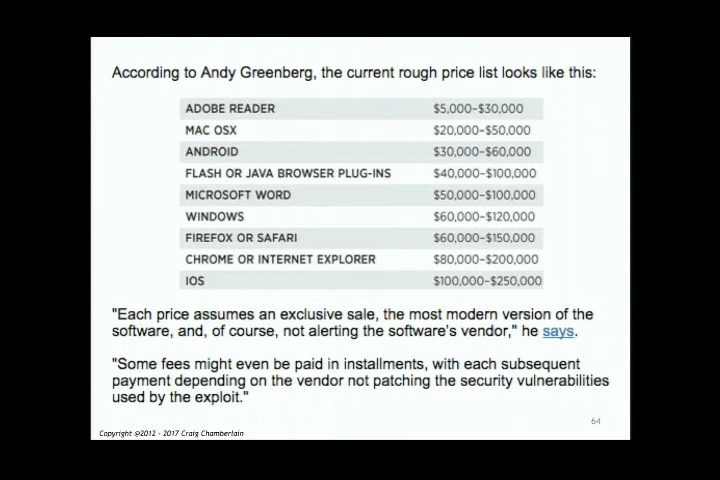 According to Andy Greenberg, the current rough price list looks like this:
ADOBE READER $5,000–$30,000
MAC OSX $20,000–$50,000
ANDROID $30,000–$60,000
FLASH OR JAVA BROWSER PLUG-INS $40,000–$100,000
MICROSOFT WORD $50,000–$100,000
WINDOWS $60,000–$120,000
FIREFOX OR SAFARI $60,000–$150,000
CHROME OR INTERNET EXPLORER $80,000–$200,000
IOS $100,000–$250,000
"Each price assumes an exclusive sale, the most modern version of the
software, and, of course, not alerting the software's vendor," he says.
"Some fees might even be paid in installments, with each subsequent
payment depending on the vendor not patching the security vulnerabilities
used by the exploit."
64
Copyright @2012 - 2017 Craig Chamberlain